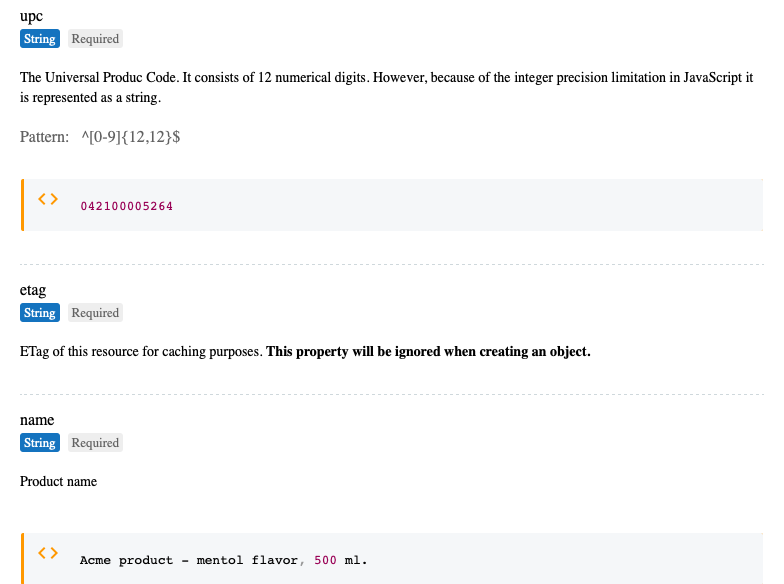 upc
String Required
The Universal Produc Code. It consists of 12 numerical digits. However, because of the integer precision limitation in JavaScript it
is represented as a string.
Pattern: ^[0-9]{12,12}$
042100005264
etag
String Required
ETag of this resource for caching purposes. This property will be ignored when creating an object.
name
String Required
Product name
Acme product - mentol flavor, 500 ml.